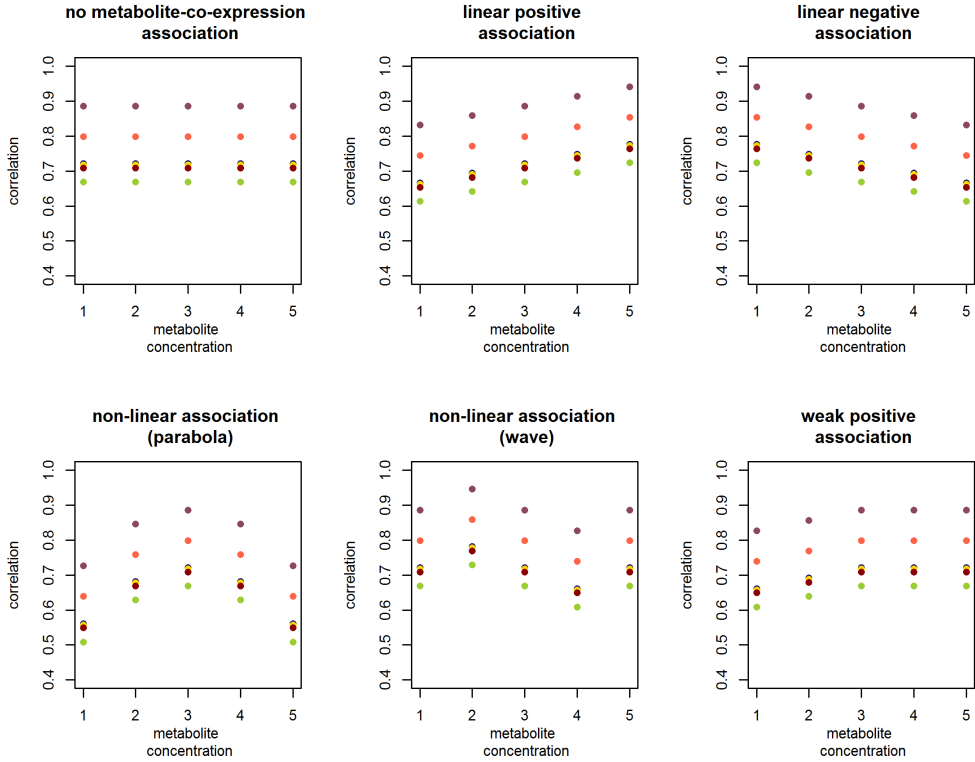 no metabolite-co-expression
association
correlation
1.0
0.9
0.8
0.7
0.6
0.5
0.4
1 2 3 4 5
metabolite
concentration
linear positive
association
correlation
1.0
0.9
0.8
0.7
0.6
0.5
0.4
1 2 3 4 5
metabolite
concentration
linear negative
association
correlation
1.0
0.9
0.8
0.7
0.6
0.5
0.4
1 2 3 4 5
metabolite
concentration
non-linear association
(parabola)
correlation
1.0
0.9
0.8
0.7
0.6
0.5
0.4
1 2 3 4 5
metabolite
concentration
non-linear association
(wave)
correlation
1.0
0.9
0.8
0.7
0.6
0.5
0.4
1 2 3 4 5
metabolite
concentration
weak positive
association
correlation
1.0
0.9
0.8
0.7
0.6
0.5
0.4
1 2 3 4 5
metabolite
concentration